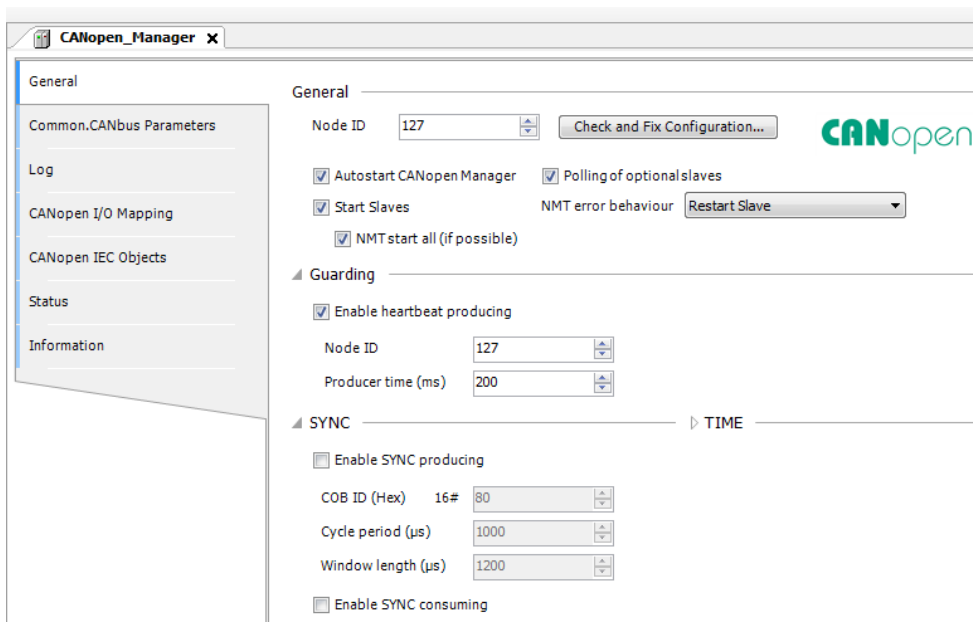 CANopen_Manager
General
Common.CANbus Parameters
Log
CANopen I/O Mapping
CANopen IEC Objects
Status
Information
General
Node ID 127 Check and Fix Configuration...
CANopen
Autostart CANopen Manager Polling of optional slaves
Start Slaves NMT error behaviour Restart Slave
NMT start all (if possible)
Guarding
Enable heartbeat producing
Node ID 127
Producer time (ms) 200
SYNC TIME
Enable SYNC producing
COB ID (Hex) 16# 80
Cycle period (µs) 1000
Window length (µs) 1200
Enable SYNC consuming